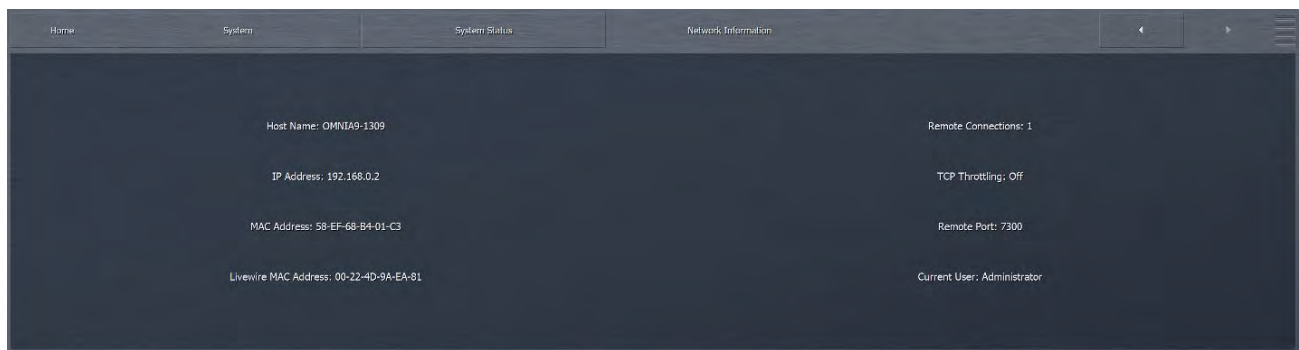 Home System System Status Network Information
Host Name: OMNIA9-1309 Remote Connections: 1
IP Address: 192.168.0.2 TCP Throttling: Off
MAC Address: 58-EF-68-B4-01-C3 Remote Port: 7300
Livewire MAC Address: 00-22-4D-9A-EA-81 Current User: Administrator